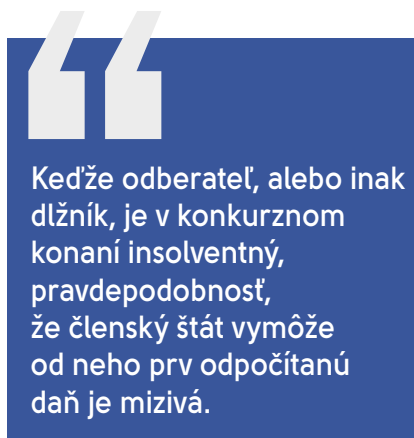 Keďže odberateľ, alebo inak
dlžník, je v konkurznom
konaní insolventný,
pravdepodobnosť,
že členský štát vymôže
od neho prv odpočítanú
daň je mizivá.